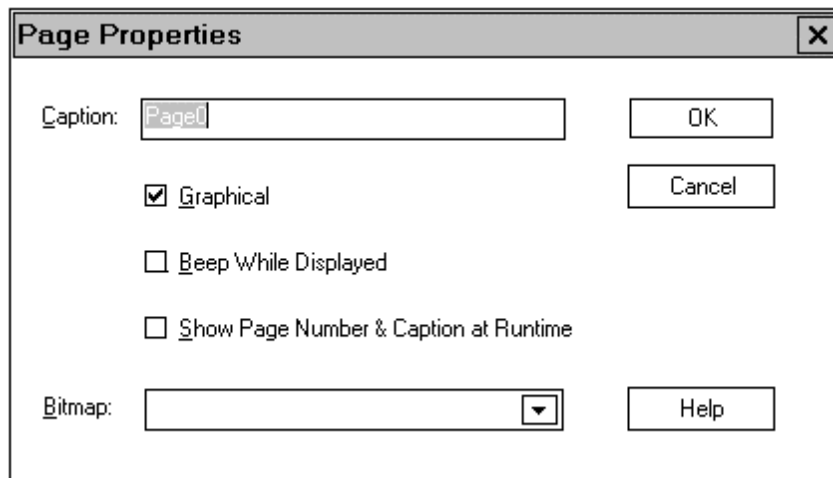 Page Properties
Caption: Page0 OK
Graphical Cancel
Beep While Displayed
Show Page Number & Caption at Runtime
Bitmap: Help